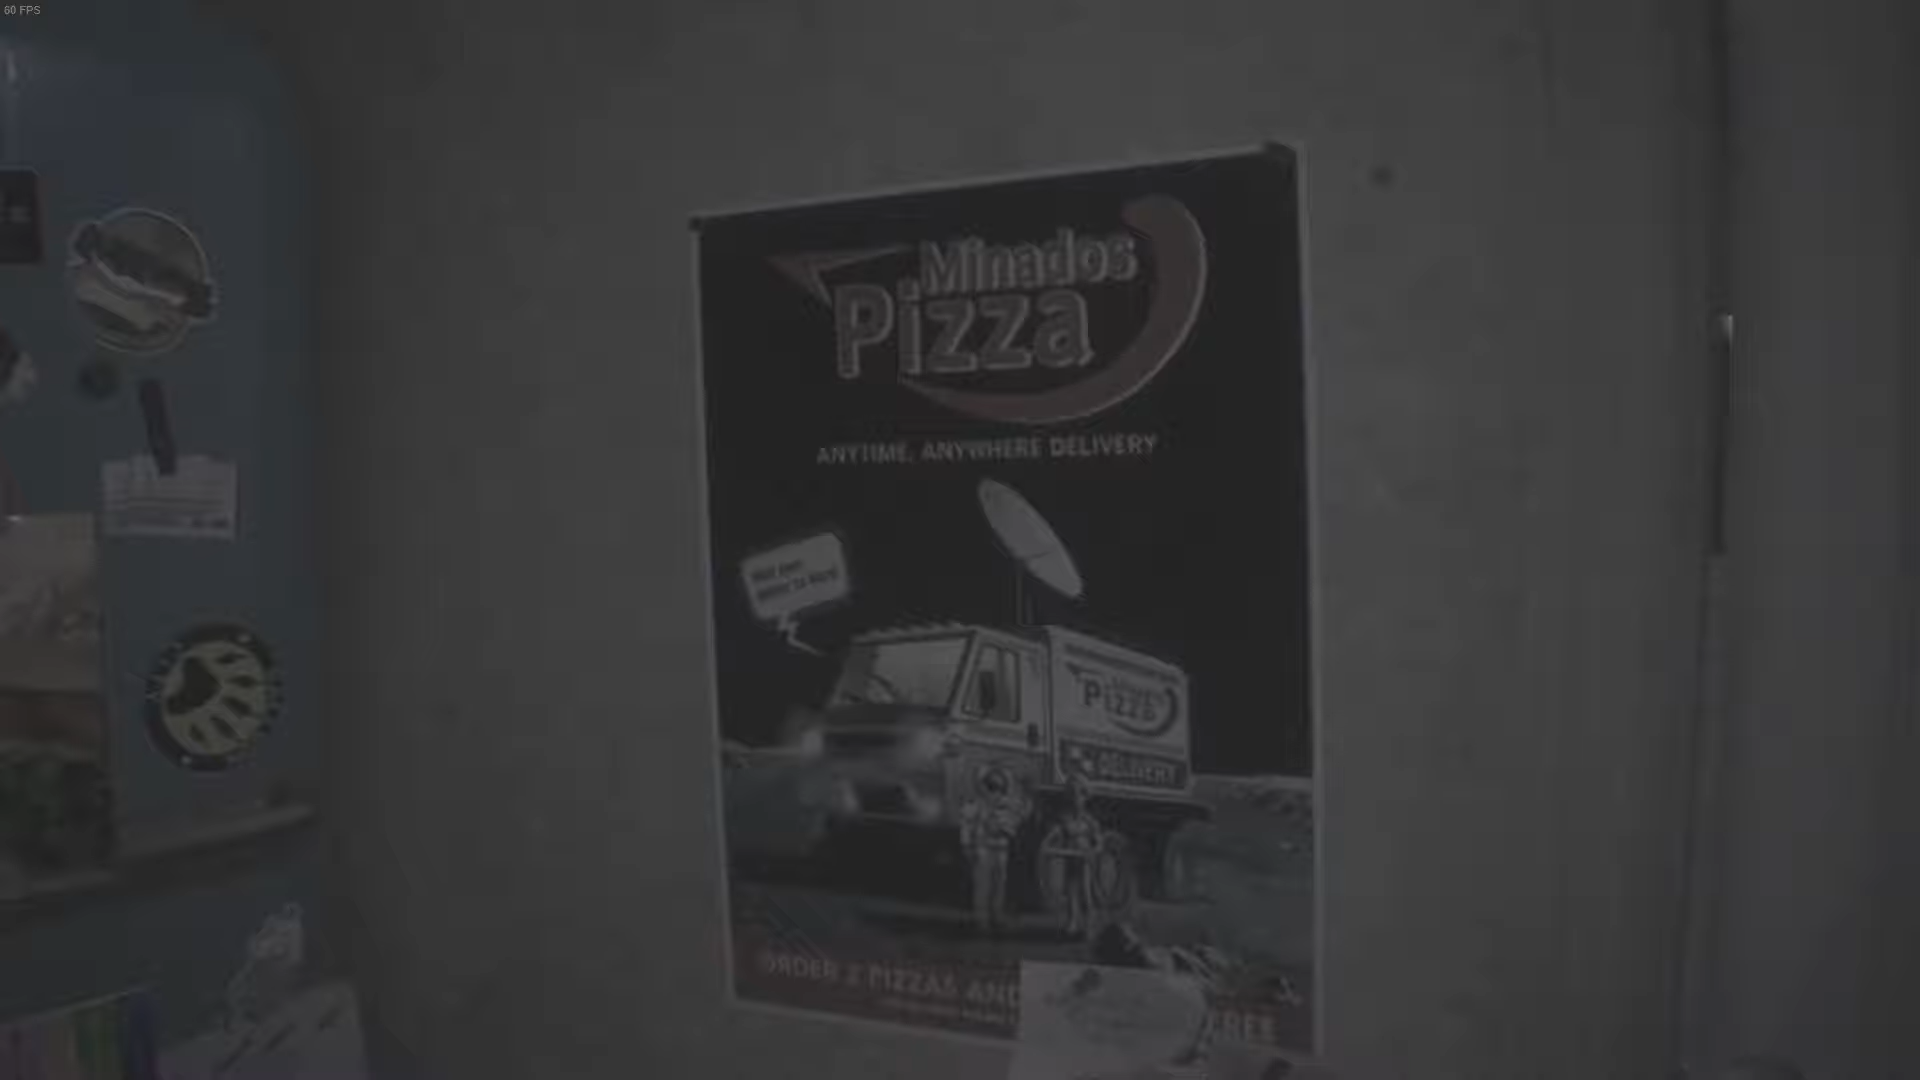 60 FPS
Minados
Pizza
ANYTIME, ANYWHERE DELIVERY
Pizza
DELIVERY
ORDER 2 PIZZAS AND
FREE